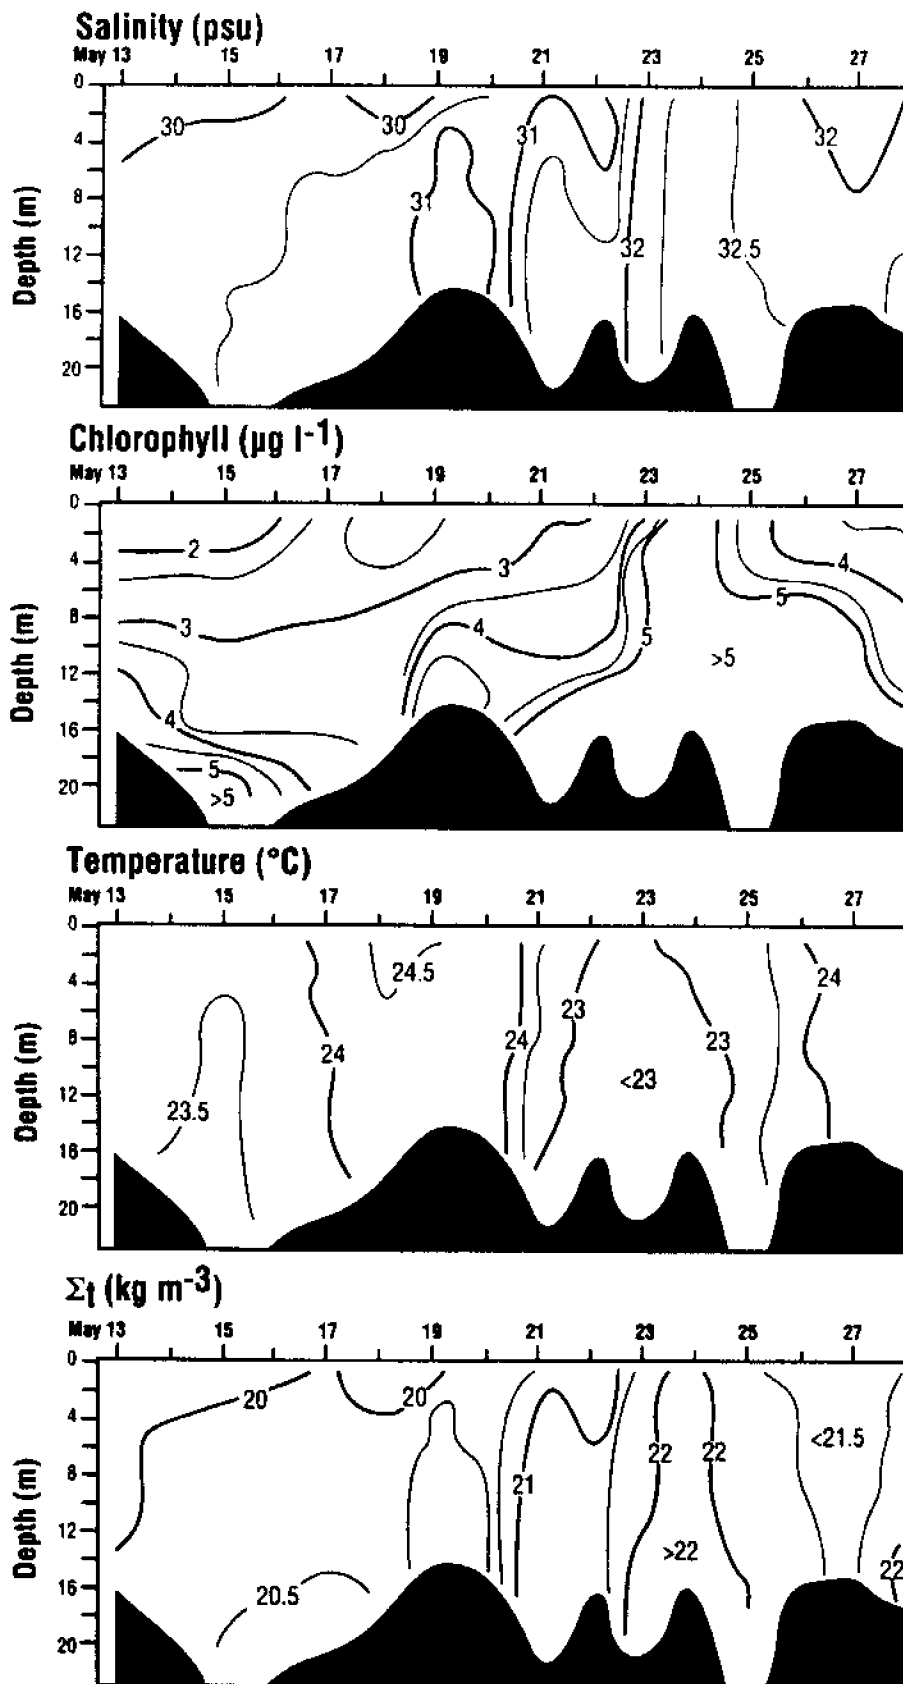 Salinity (psu)
May 13 15 17 19 21 23 25 27
0
4
8
12
16
20
Depth (m)
30 30 31 31 32 32.5 32
Chlorophyll (µg l-1)
May 13 15 17 19 21 23 25 27
0
4
8
12
16
20
Depth (m)
2 3 3 4 4 5 >5 5 4 5 >5
Temperature (°C)
May 13 15 17 19 21 23 25 27
0
4
8
12
16
20
Depth (m)
23.5 24 24.5 24 23 <23 23 24
Σt (kg m-3)
May 13 15 17 19 21 23 25 27
0
4
8
12
16
20
Depth (m)
20 20 20.5 21 22 22 >22 <21.5 22